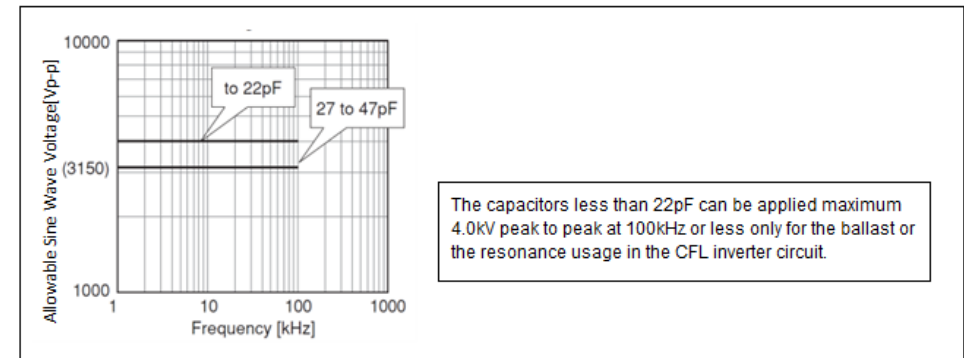 10000
to 22pF
27 to 47pF
(3150)
1000
Allowable Sine Wave Voltage[Vp-p]
1 10 100 1000
Frequency [kHz]
The capacitors less than 22pF can be applied maximum
4.0kV peak to peak at 100kHz or less only for the ballast or
the resonance usage in the CFL inverter circuit.